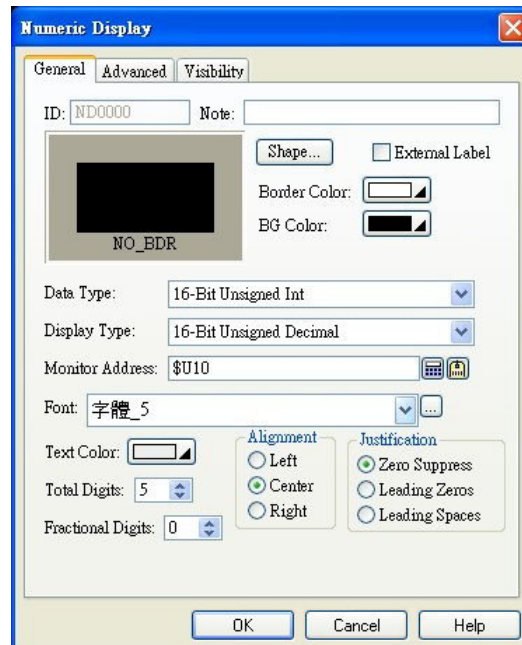 Numeric Display
General Advanced Visibility
ID: ND0000 Note:
Shape... External Label
Border Color:
BG Color:
NO_BDR
Data Type: 16-Bit Unsigned Int
Display Type: 16-Bit Unsigned Decimal
Monitor Address: $U10
Font: 字體_5 ...
Text Color: Alignment Justification
Left Zero Suppress
Total Digits: 5 Center Leading Zeros
Right Leading Spaces
Fractional Digits: 0
OK Cancel Help